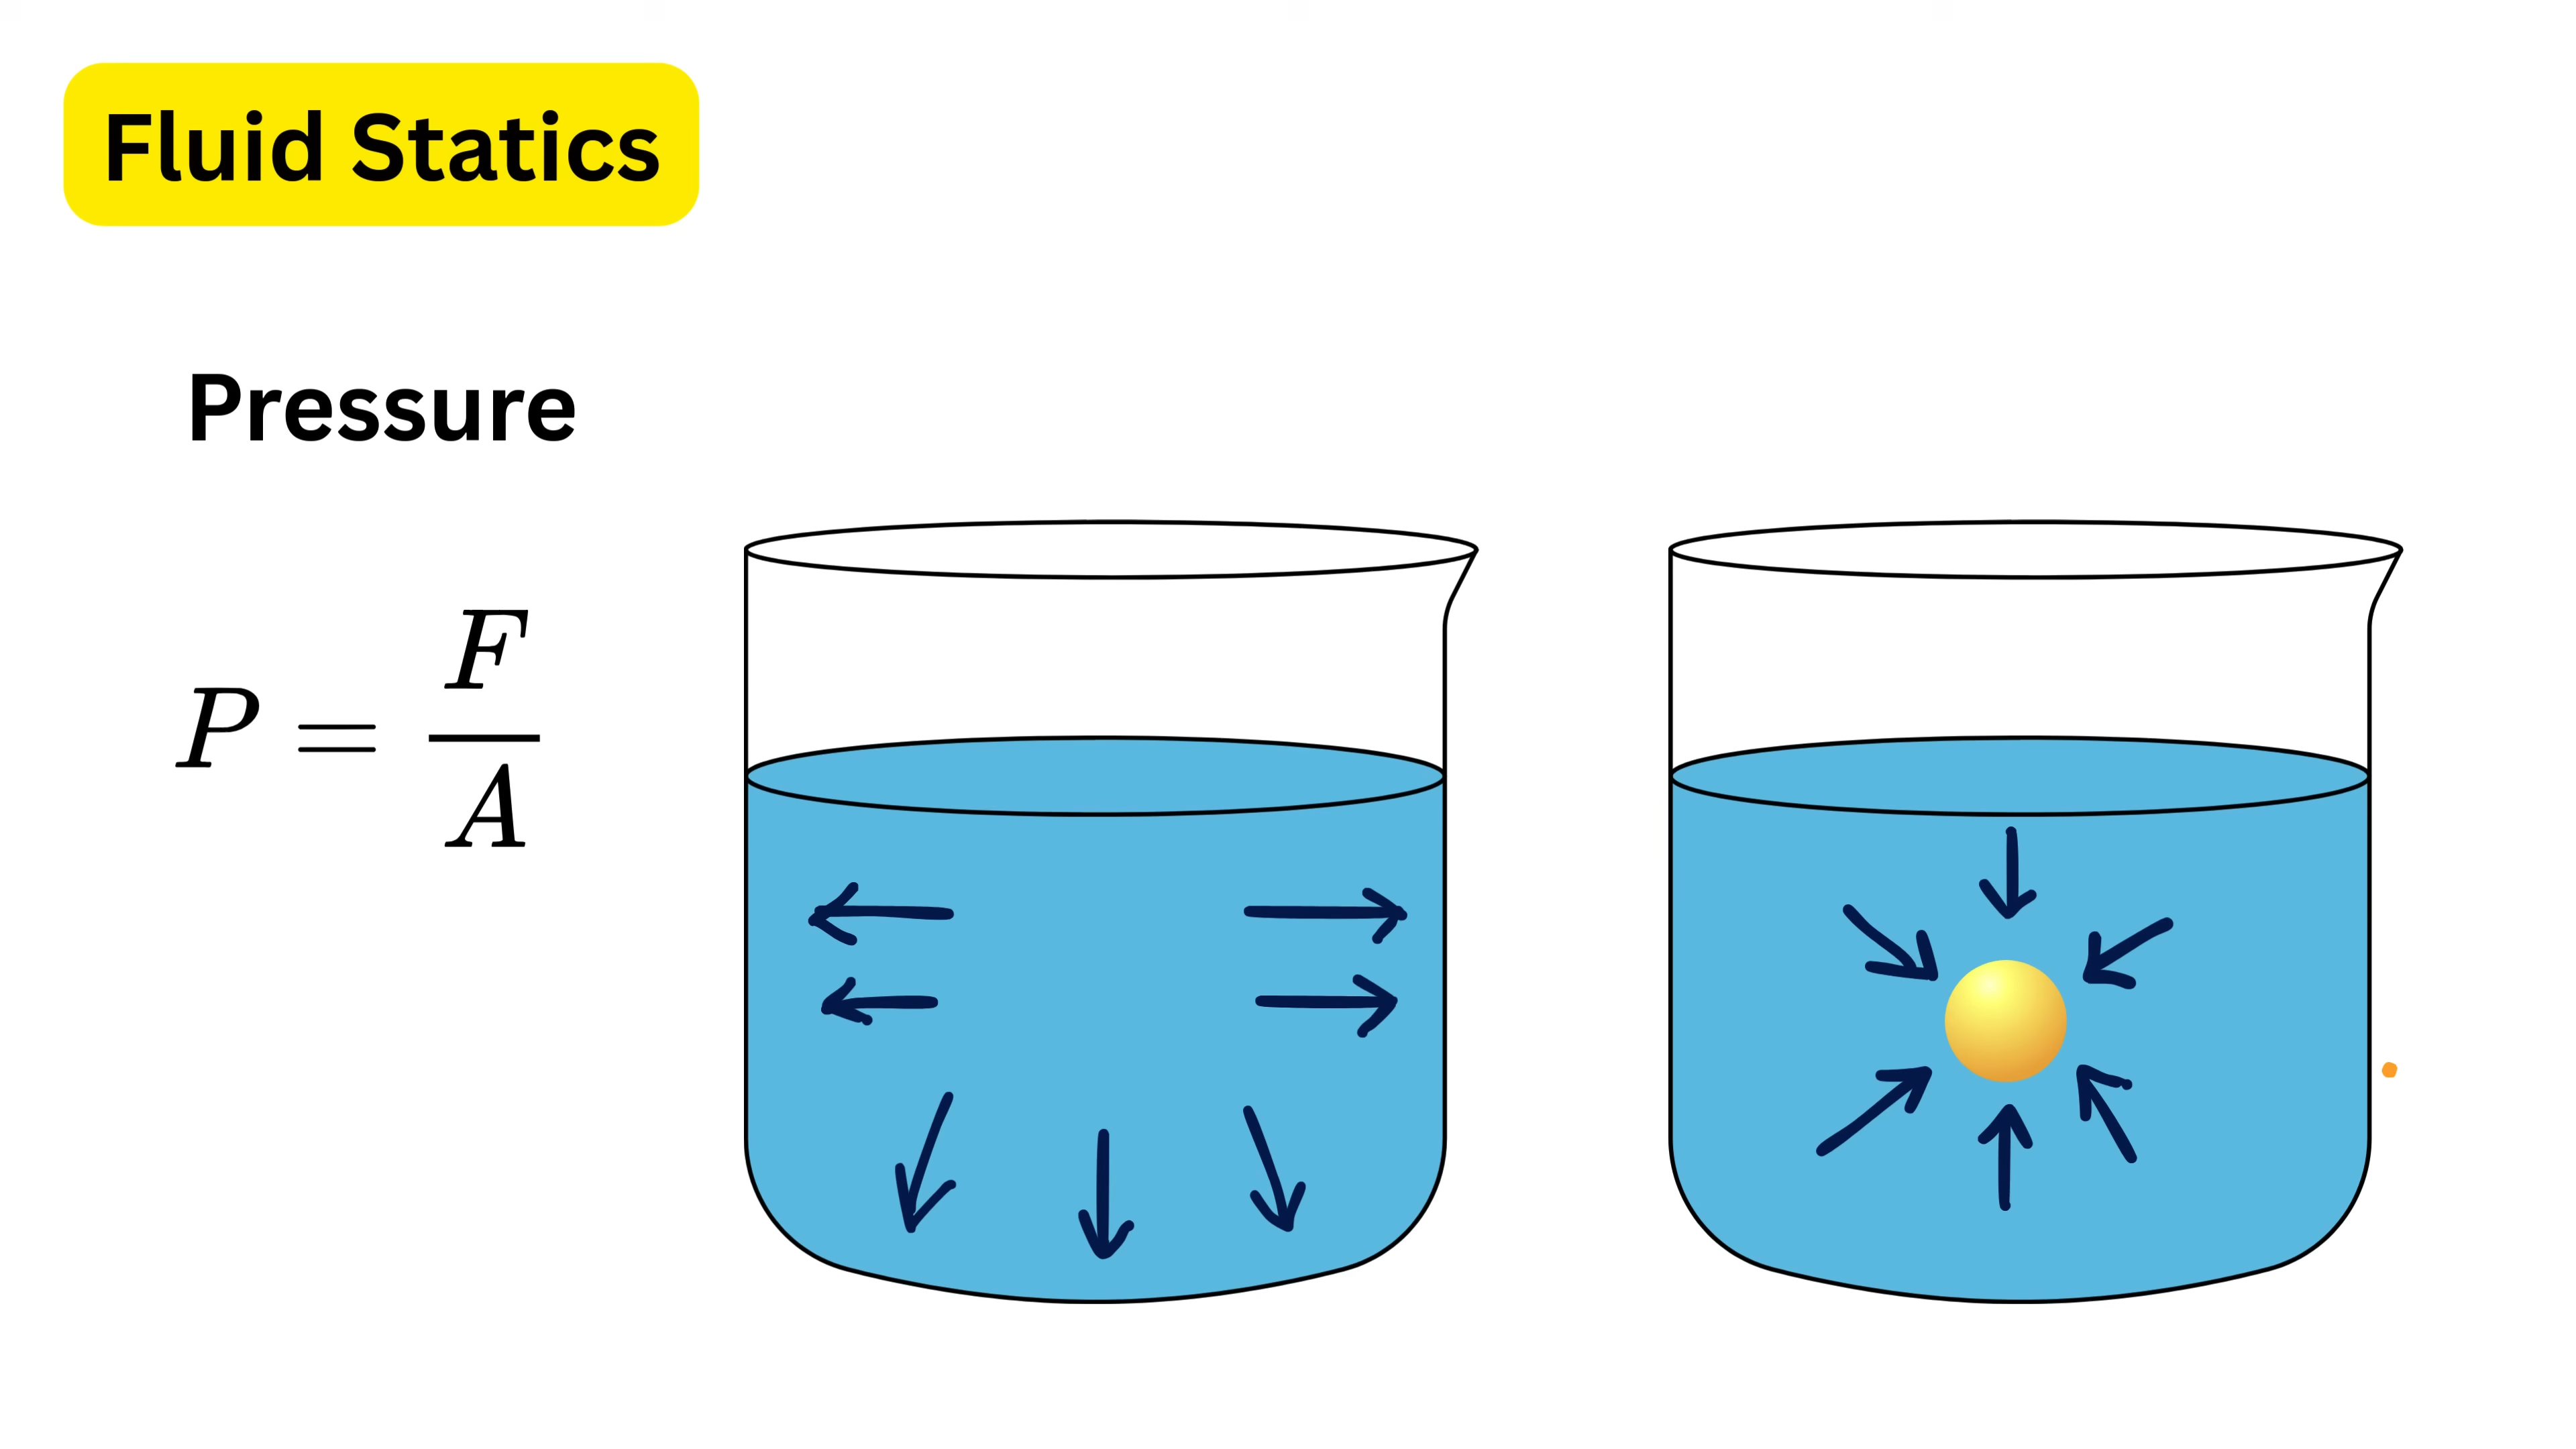 Fluid Statics
Pressure
P = F/A